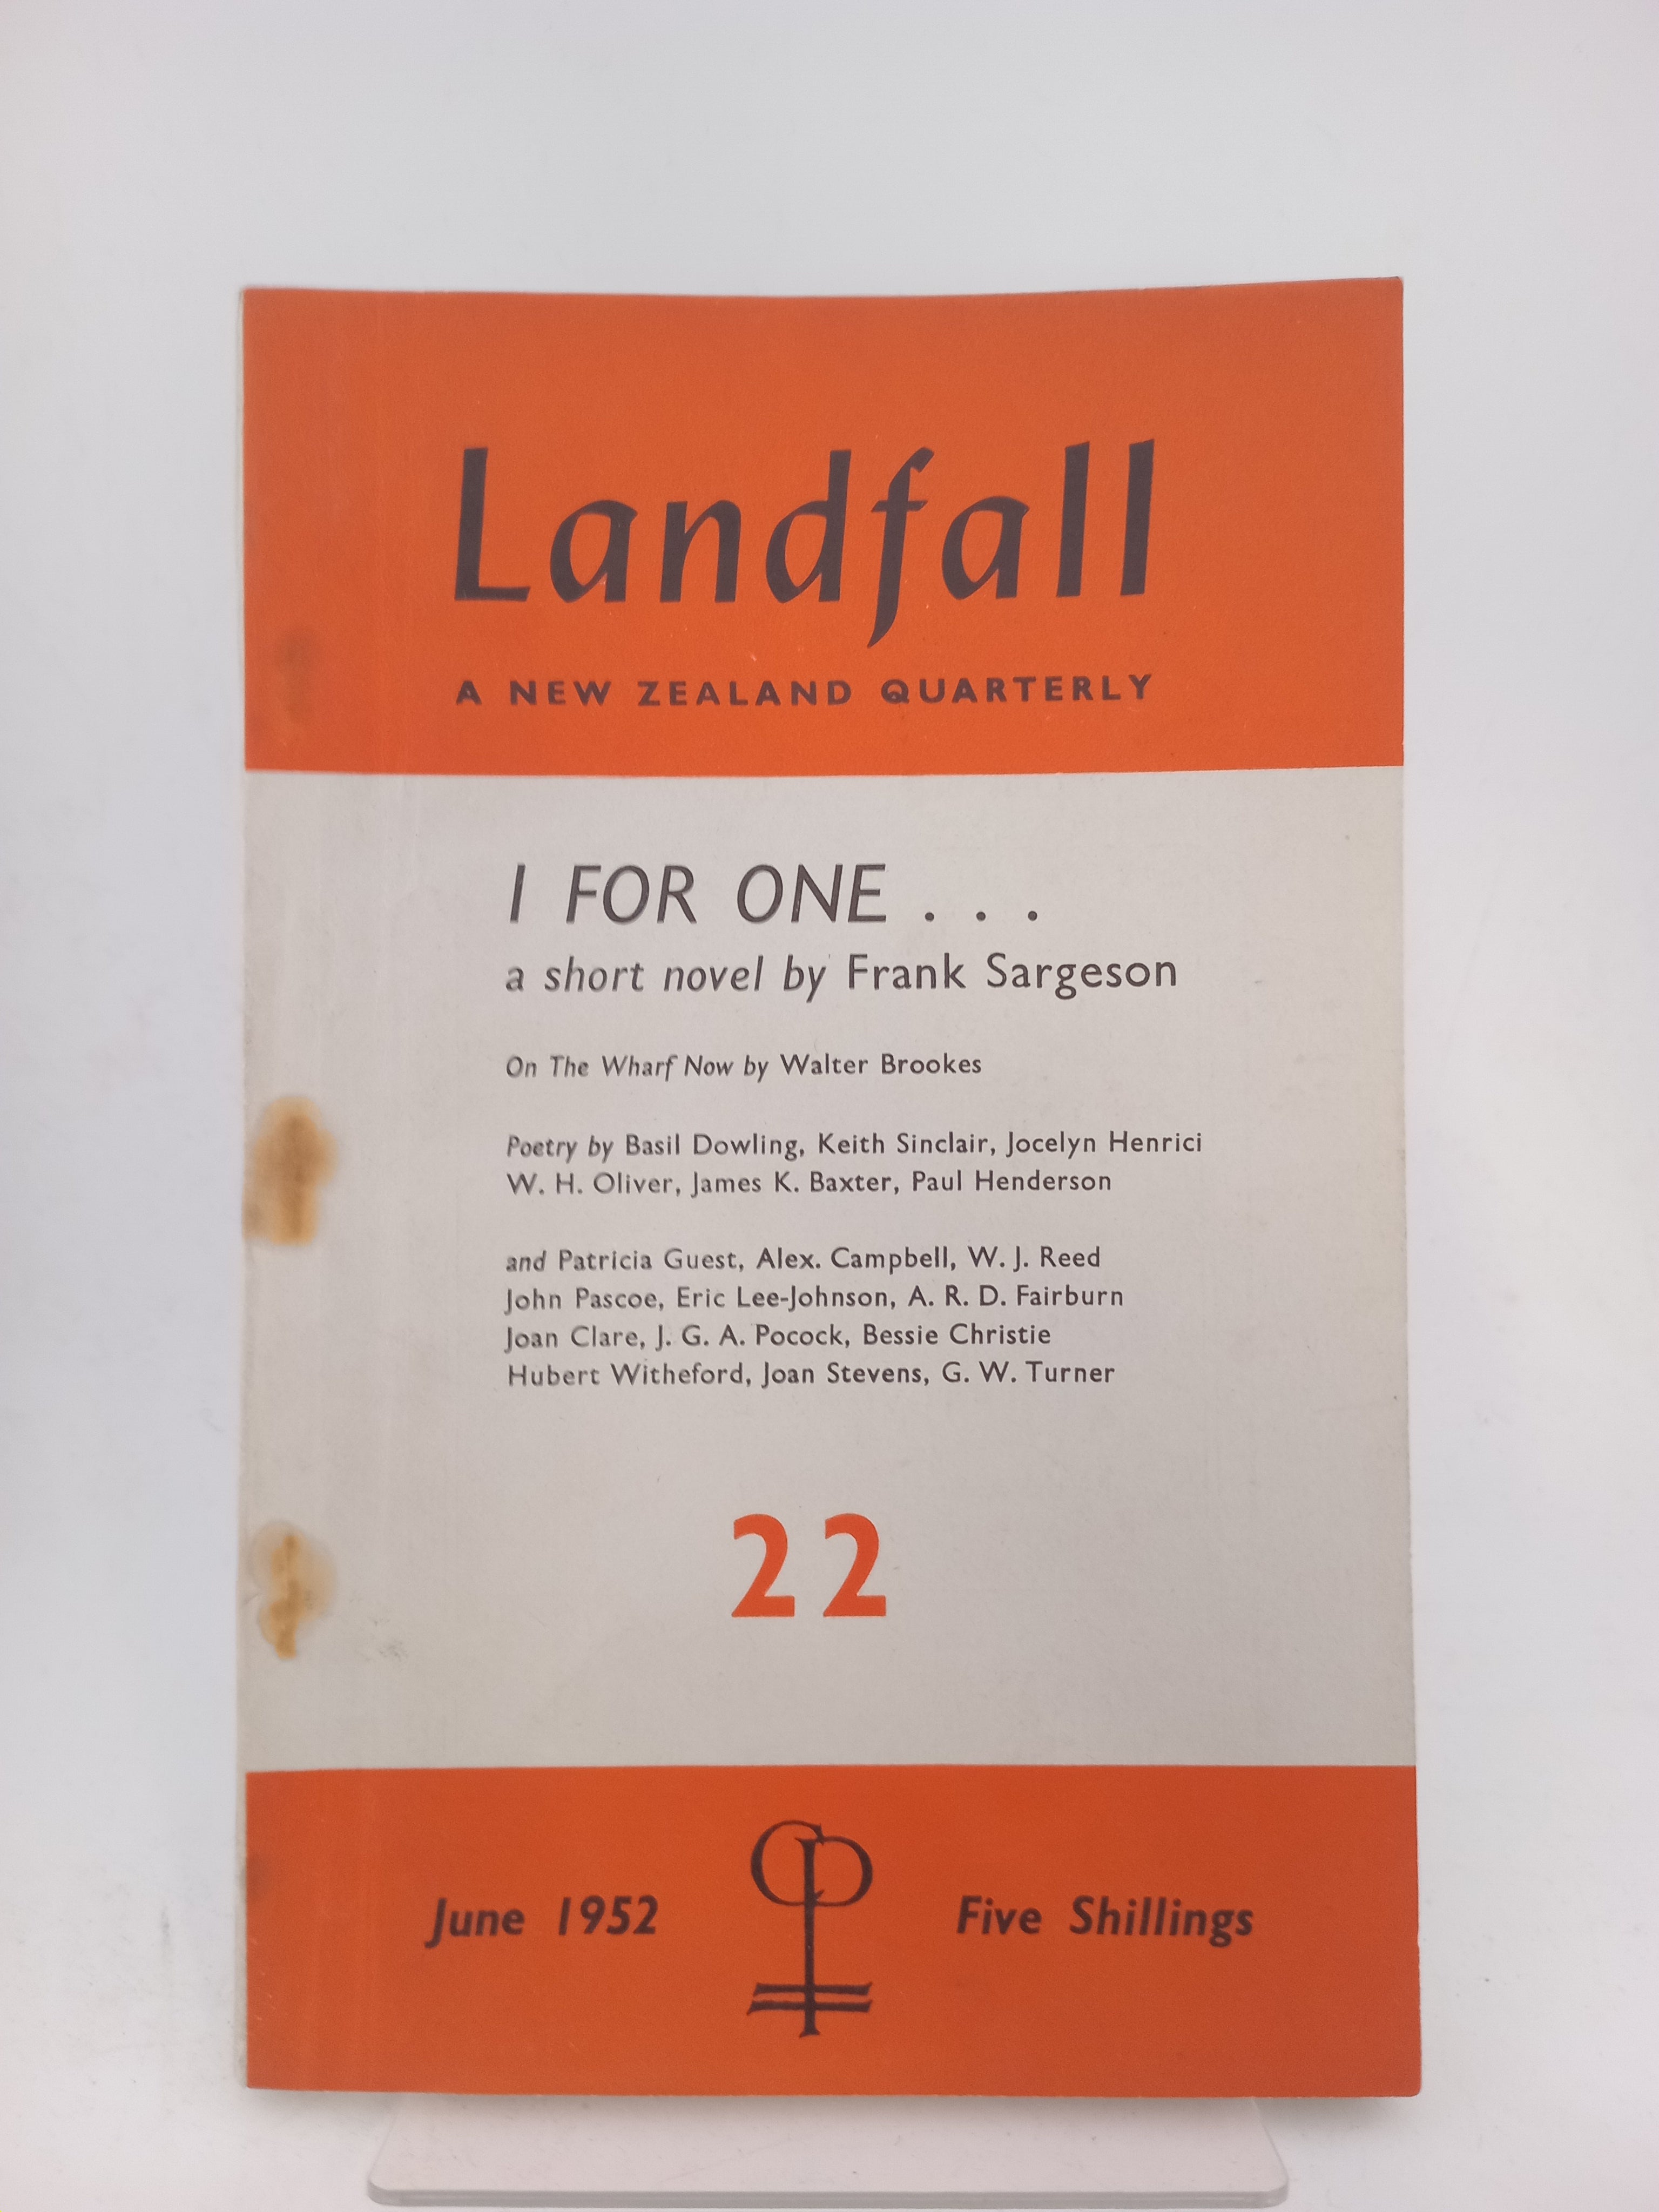 Landfall
A NEW ZEALAND QUARTERLY
I FOR ONE . . .
a short novel by Frank Sargeson
On The Wharf Now by Walter Brookes
Poetry by Basil Dowling, Keith Sinclair, Jocelyn Henrici
W. H. Oliver, James K. Baxter, Paul Henderson
and Patricia Guest, Alex. Campbell, W. J. Reed
John Pascoe, Eric Lee-Johnson, A. R. D. Fairburn
Joan Clare, J. G. A. Pocock, Bessie Christie
Hubert Witheford, Joan Stevens, G. W. Turner
22
June 1952 Five Shillings